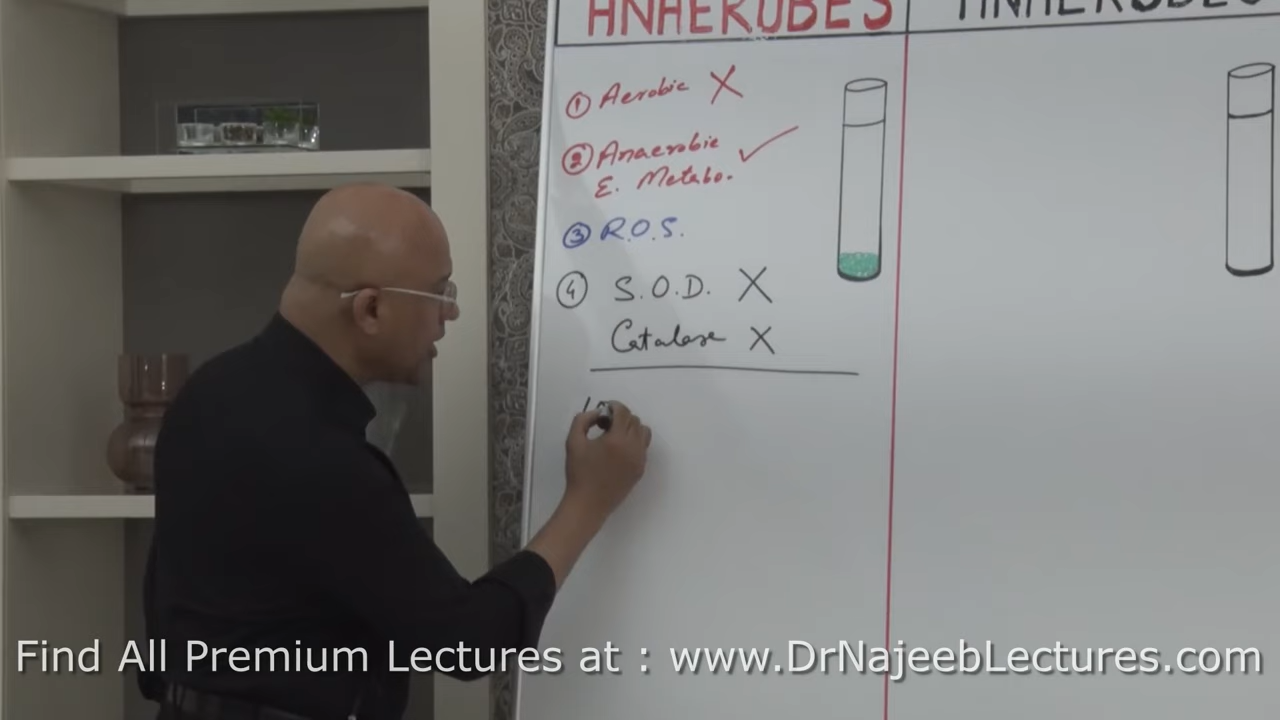 ANAEROBES
① Aerobic X
② Anaerobic ✓
E. Metabo.
③ R.O.S.
④ S.O.D. X
Catalase X
Find All Premium Lectures at : www.DrNajeebLectures.com